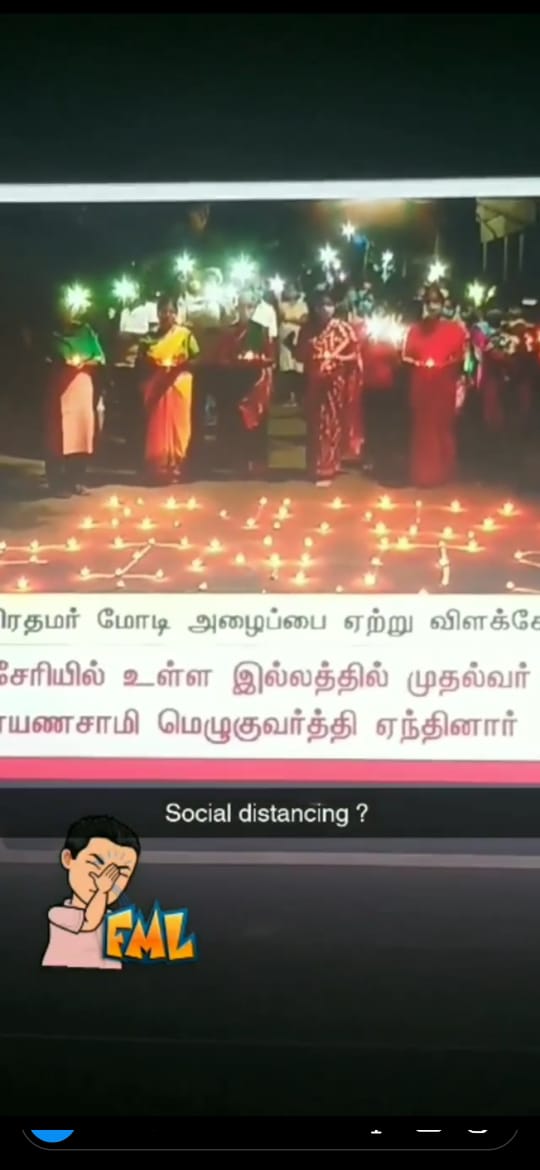 ிரதமர் மோடி அழைப்பை ஏற்று விளக்கே
சேரியில் உள்ள இல்லத்தில் முதல்வர்
ாயணசாமி மெழுகுவர்த்தி ஏந்தினார்
Social distancing ?
FML